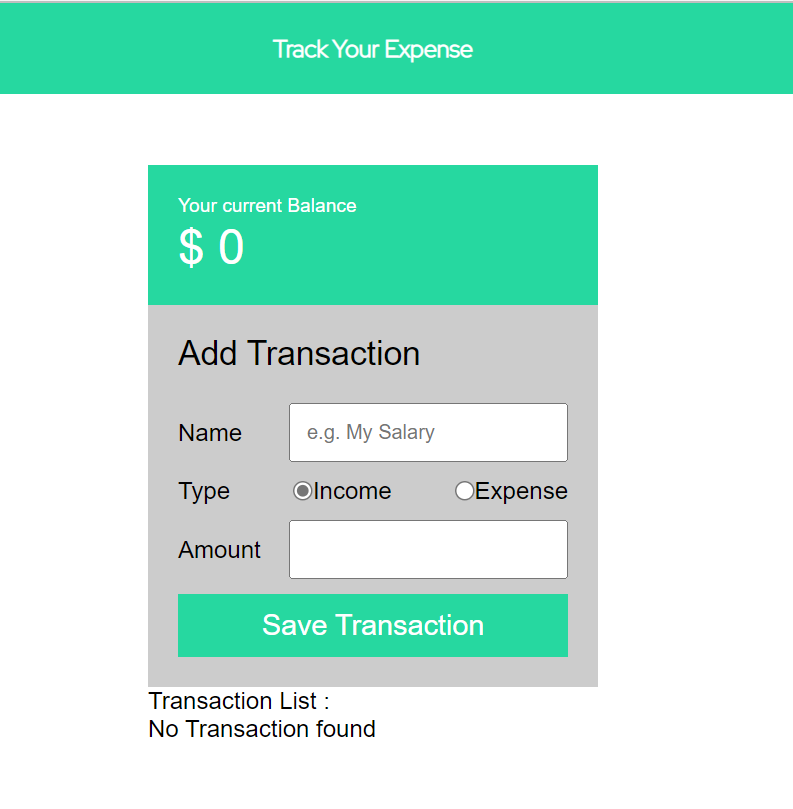 Track Your Expense
Your current Balance
$ 0
Add Transaction
Name e.g. My Salary
Type Income Expense
Amount
Save Transaction
Transaction List :
No Transaction found